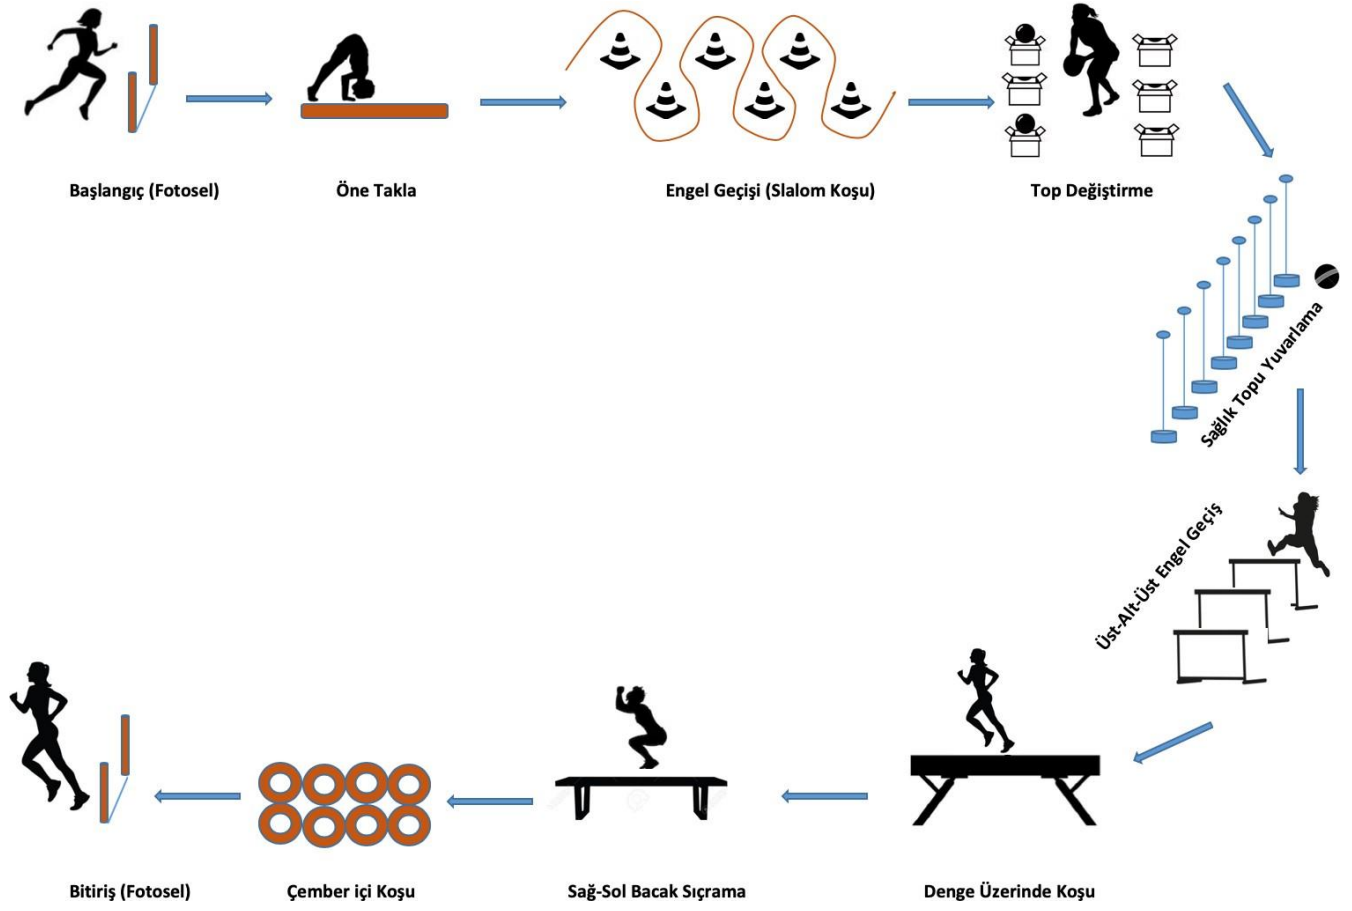 Başlangıç (Fotosel)
Öne Takla
Engel Geçişi (Slalom Koşu)
Top Değiştirme
Sağlık Topu Yuvarlama
Üst-Alt-Üst Engel Geçiş
Denge Üzerinde Koşu
Sağ-Sol Bacak Sıçrama
Çember içi Koşu
Bitiriş (Fotosel)